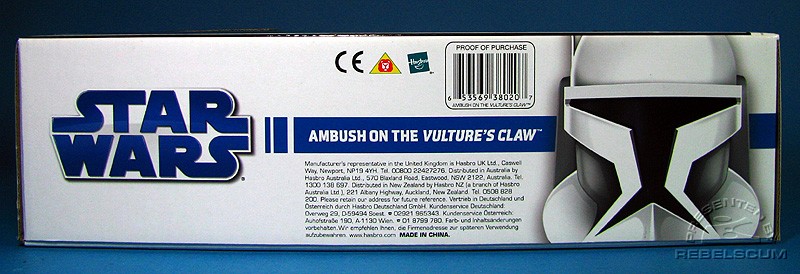 STAR
WARS
CE
Hasbro
PROOF OF PURCHASE
6 53569 38020 7
AMBUSH ON THE VULTURE'S CLAW™
AMBUSH ON THE VULTURE'S CLAW™
Manufacturer's representative in the United Kingdom is Hasbro UK Ltd., Caswell
Way, Newport, NP19 4YH. Tel. 00800 22427276. Distributed in Australia by
Hasbro Australia Ltd., 570 Blaxland Road, Eastwood, NSW 2122, Australia. Tel.
1300 138 697. Distributed in New Zealand by Hasbro NZ (a branch of Hasbro
Australia Ltd.), 221 Albany Highway, Auckland, New Zealand. Tel. 0508 828
200. Please retain our address for future reference. Vertrieb in Deutschland und
Österreich durch Hasbro Deutschland GmbH. Kundenservice Deutschland:
Overweg 29, D-59494 Soest. 02921 965343. Kundenservice Österreich:
Auhofstraße 190, A-1130 Wien. 01 8799 780. Farb- und Inhaltsänderungen
vorbehalten. Wir empfehlen Ihnen, die Firmenanschrift zur späteren Verwendung
aufzubewahren. www.hasbro.com MADE IN CHINA.
PRESENTED BY
REBELSCUM